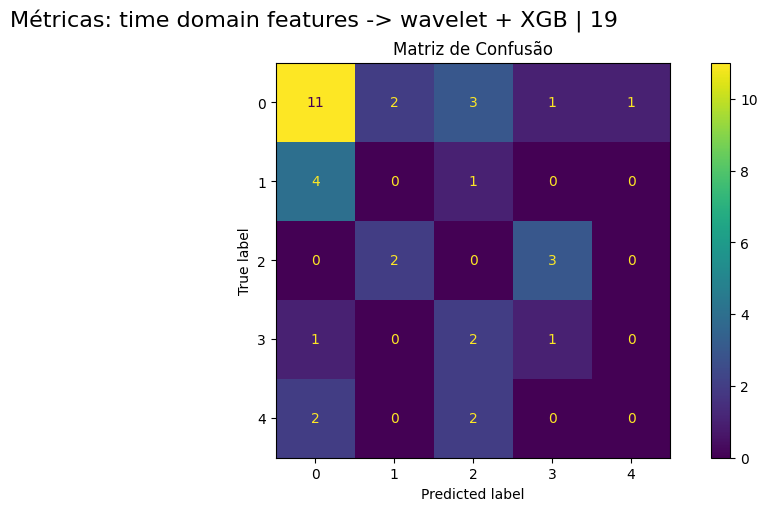 Métricas: time domain features -> wavelet + XGB | 19
Matriz de Confusão
0 11 2 3 1 1
1 4 0 1 0 0
2 0 2 0 3 0
3 1 0 2 1 0
4 2 0 2 0 0
0 1 2 3 4
True label
Predicted label
10
8
6
4
2
0